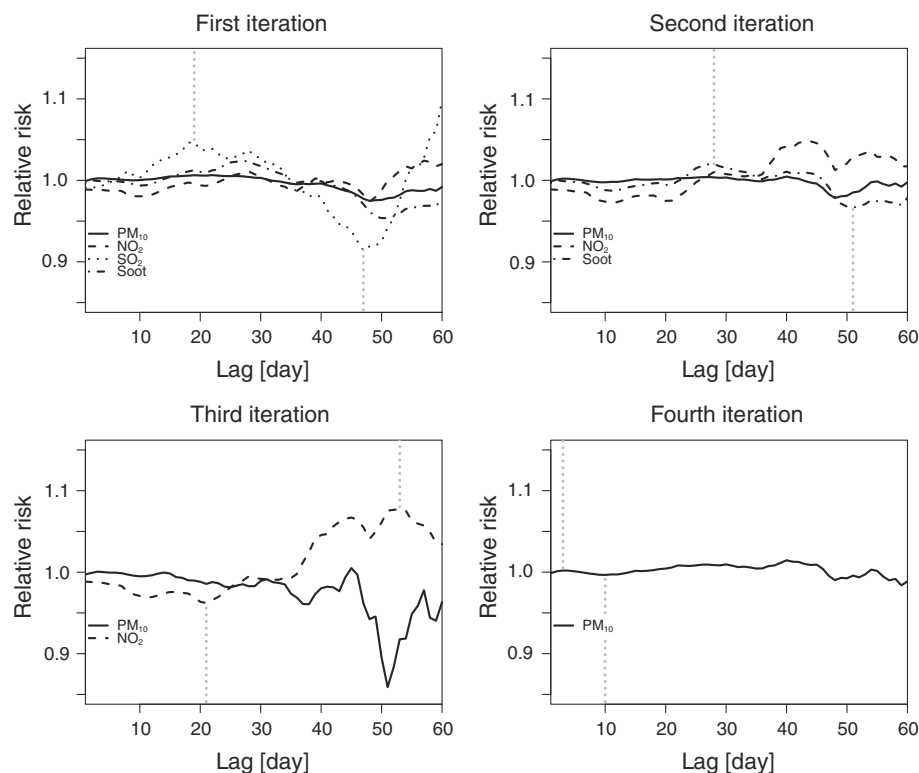 First iteration
Relative risk
1.1
1.0
0.9
PM₁₀
NO₂
SO₂
Soot
10 20 30 40 50 60
Lag [day]
Second iteration
Relative risk
1.1
1.0
0.9
PM₁₀
NO₂
Soot
10 20 30 40 50 60
Lag [day]
Third iteration
Relative risk
1.1
1.0
0.9
PM₁₀
NO₂
10 20 30 40 50 60
Lag [day]
Fourth iteration
Relative risk
1.1
1.0
0.9
PM₁₀
10 20 30 40 50 60
Lag [day]